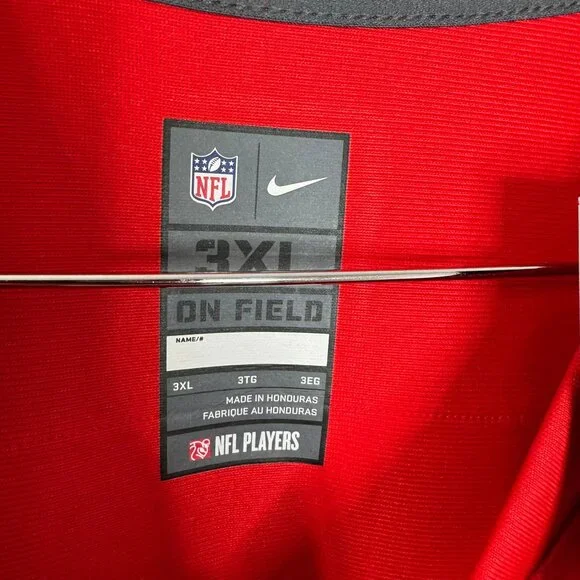 NFL
3XL
ON FIELD
NAME/#
3XL 3TG 3EG
MADE IN HONDURAS
FABRIQUE AU HONDURAS
NFL PLAYERS